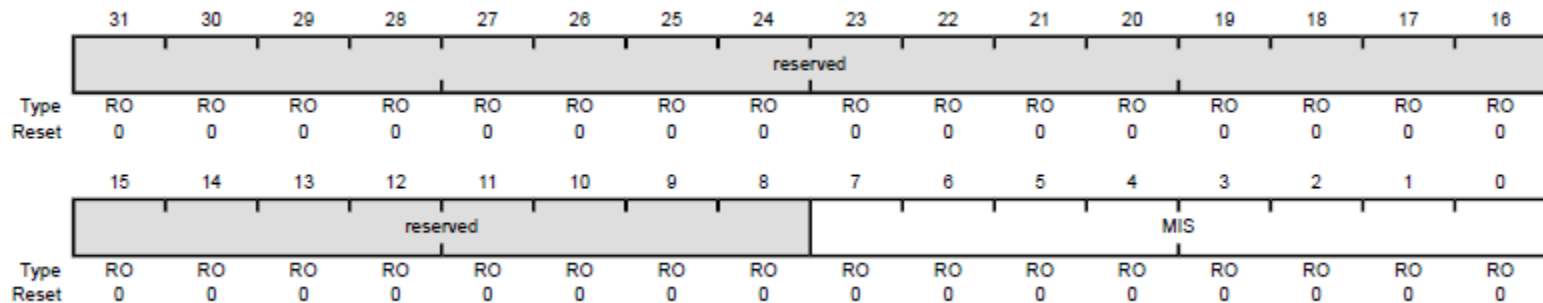 31 30 29 28 27 26 25 24 23 22 21 20 19 18 17 16
reserved
Type RO RO RO RO RO RO RO RO RO RO RO RO RO RO RO RO
Reset 0 0 0 0 0 0 0 0 0 0 0 0 0 0 0 0
15 14 13 12 11 10 9 8 7 6 5 4 3 2 1 0
reserved MIS
Type RO RO RO RO RO RO RO RO RO RO RO RO RO RO RO RO
Reset 0 0 0 0 0 0 0 0 0 0 0 0 0 0 0 0